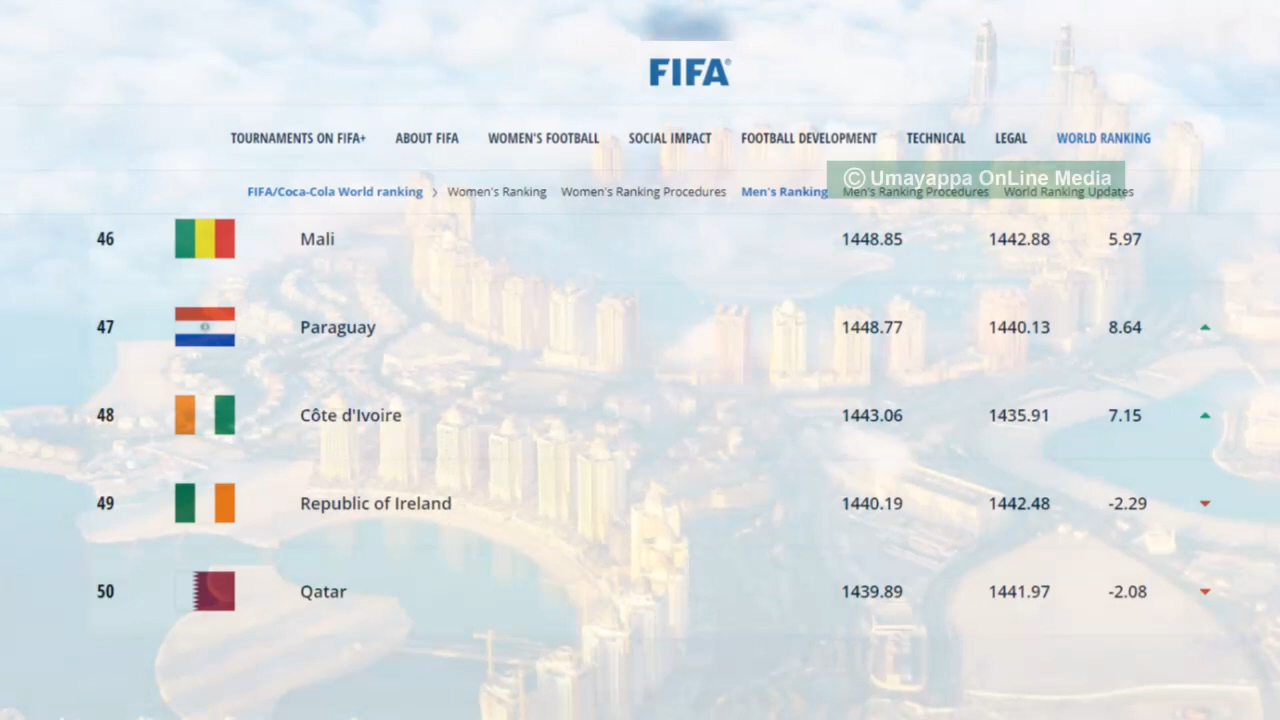 FIFA®
TOURNAMENTS ON FIFA+ ABOUT FIFA WOMEN'S FOOTBALL SOCIAL IMPACT FOOTBALL DEVELOPMENT TECHNICAL LEGAL WORLD RANKING
© Umayappa OnLine Media
FIFA/Coca-Cola World ranking › Women's Ranking Women's Ranking Procedures Men's Ranking Men's Ranking Procedures World Ranking Updates
46 Mali 1448.85 1442.88 5.97
47 Paraguay 1448.77 1440.13 8.64
48 Côte d'Ivoire 1443.06 1435.91 7.15
49 Republic of Ireland 1440.19 1442.48 -2.29
50 Qatar 1439.89 1441.97 -2.08